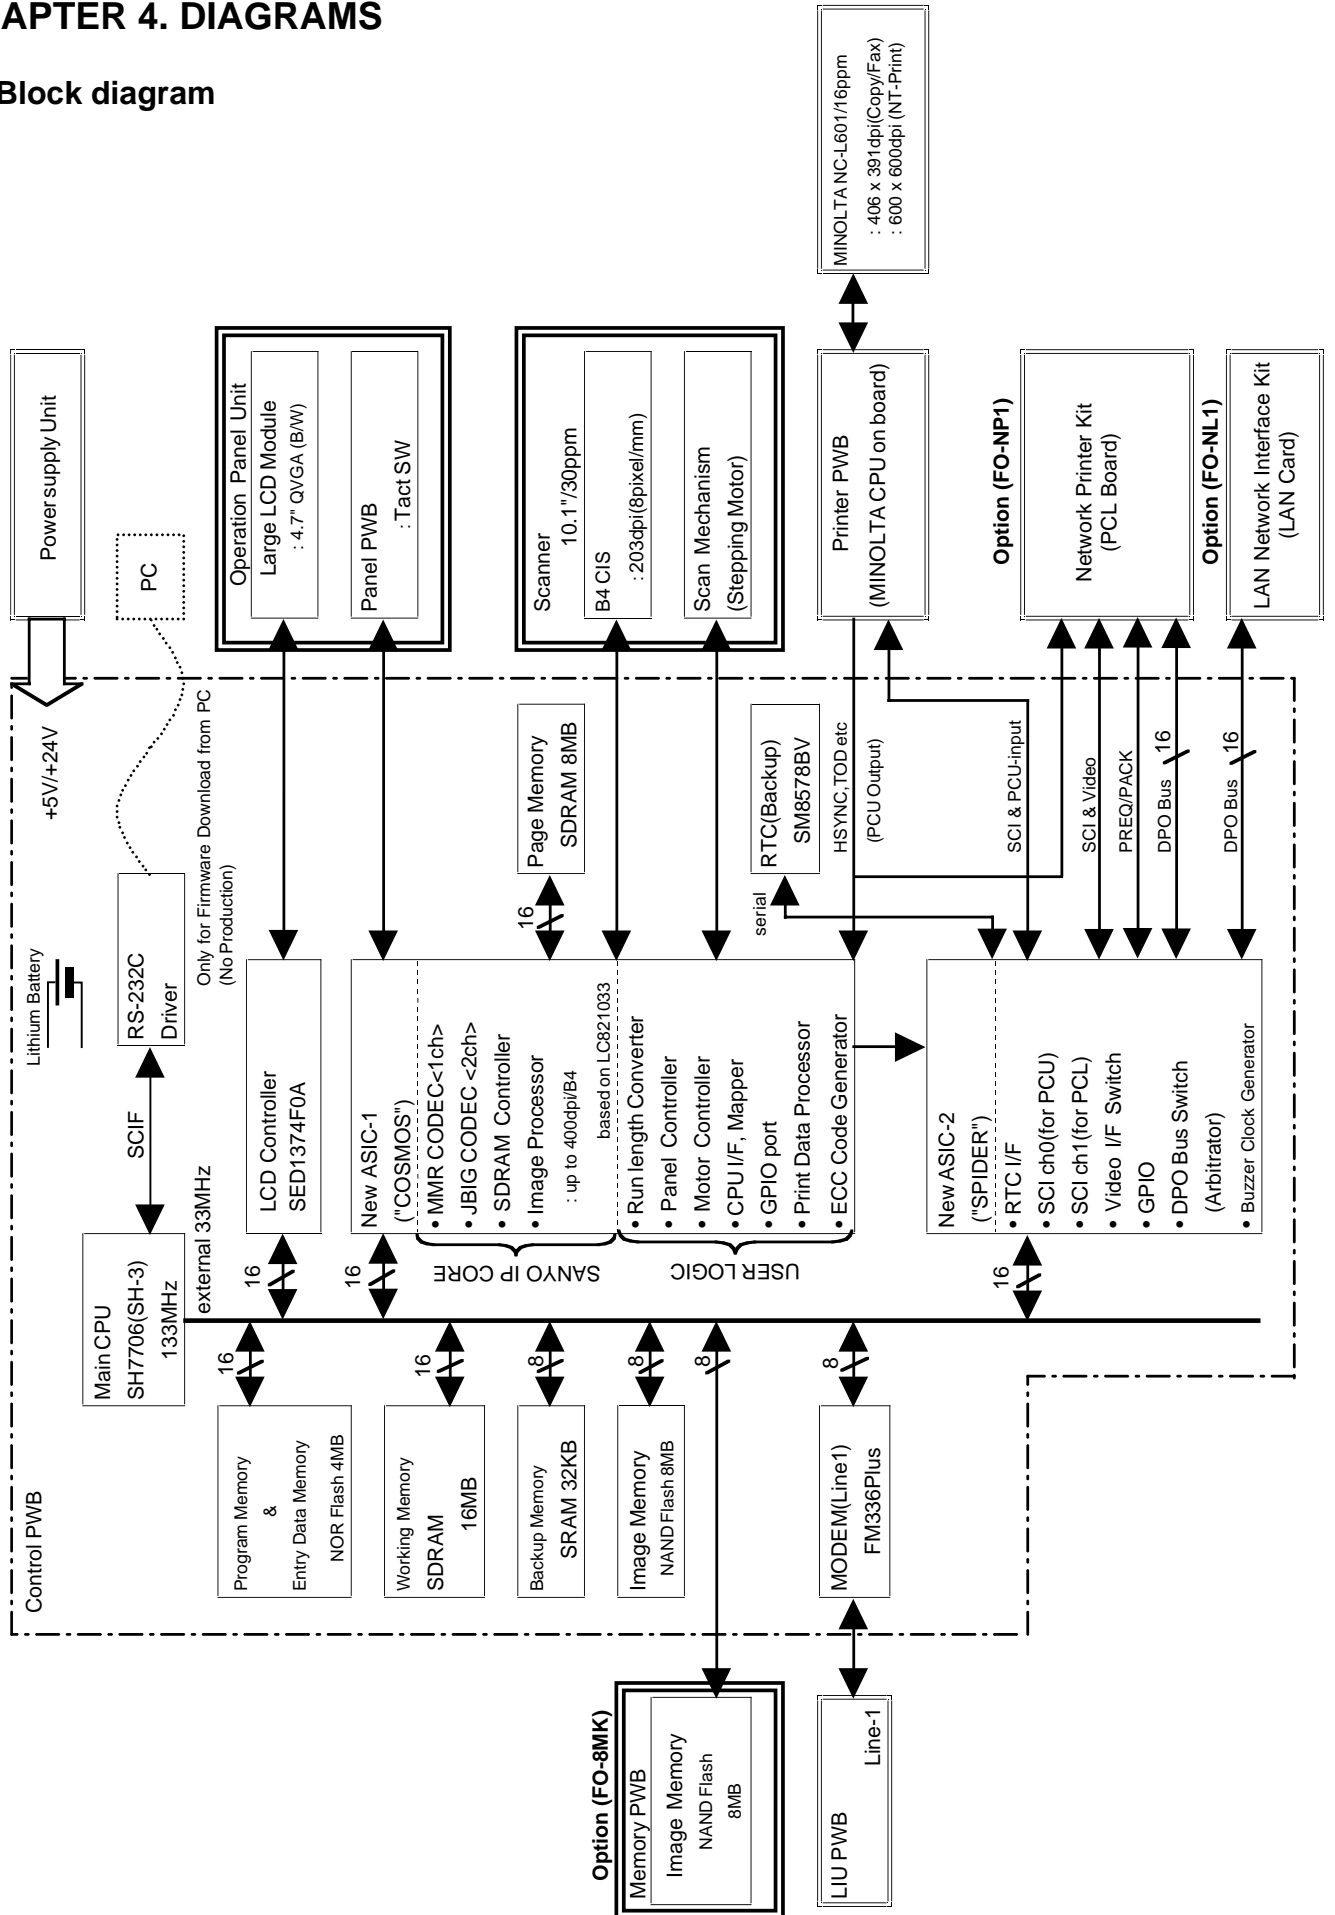 APTER 4. DIAGRAMS
Block diagram
Control PWB
Lithium Battery
+5V/+24V
Power supply Unit
Main CPU
SH7706(SH-3)
133MHz
SCIF
RS-232C
Driver
PC
external 33MHz
Only for Firmware Download from PC
(No Production)
Program Memory
&
Entry Data Memory
NOR Flash 4MB
16
16
LCD Controller
SED1374F0A
Operation Panel Unit
Large LCD Module
: 4.7" QVGA (B/W)
Panel PWB
: Tact SW
Working Memory
SDRAM
16MB
16
16
New ASIC-1
("COSMOS")
• MMR CODEC<1ch>
• JBIG CODEC <2ch>
• SDRAM Controller
• Image Processor
: up to 400dpi/B4
based on LC821033
SANYO IP CORE
• Run length Converter
• Panel Controller
• Motor Controller
• CPU I/F, Mapper
• GPIO port
• Print Data Processor
• ECC Code Generator
USER LOGIC
Backup Memory
SRAM 32KB
8
16
Page Memory
SDRAM 8MB
Scanner
10.1"/30ppm
B4 CIS
: 203dpi(8pixel/mm)
Scan Mechanism
(Stepping Motor)
Image Memory
NAND Flash 8MB
8
Option (FO-8MK)
Memory PWB
Image Memory
NAND Flash
8MB
8
serial
RTC(Backup)
SM8578BV
HSYNC,TOD etc
(PCU Output)
Printer PWB
(MINOLTA CPU on board)
MINOLTA NC-L601/16ppm
: 406 x 391dpi(Copy/Fax)
: 600 x 600dpi (NT-Print)
LIU PWB
Line-1
MODEM(Line1)
FM336Plus
8
New ASIC-2
("SPIDER")
• RTC I/F
• SCI ch0(for PCU)
• SCI ch1(for PCL)
• Video I/F Switch
• GPIO
• DPO Bus Switch
(Arbitrator)
• Buzzer Clock Generator
16
SCI & PCU-input
SCI & Video
PREQ/PACK
DPO Bus
16
DPO Bus
16
Option (FO-NP1)
Network Printer Kit
(PCL Board)
Option (FO-NL1)
LAN Network Interface Kit
(LAN Card)